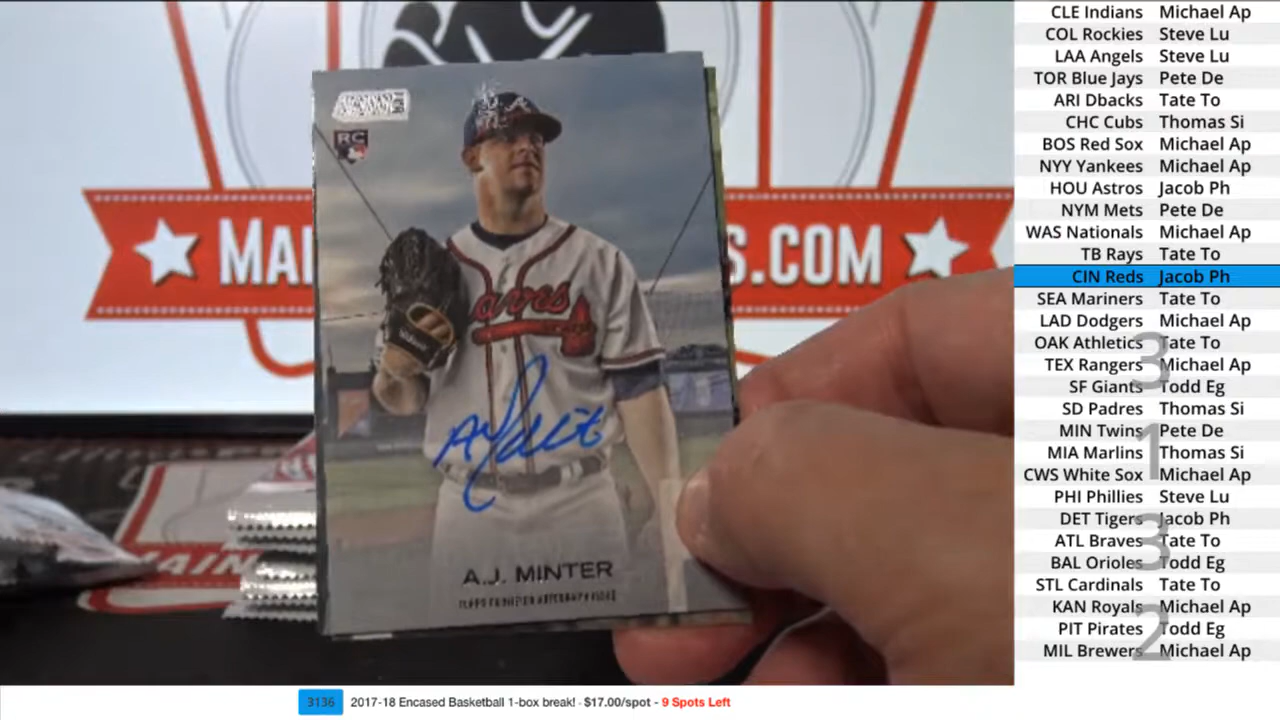 RC
A
MAI
S.COM
Braves
A.J. MINTER
MAIN
CLE Indians Michael Ap
COL Rockies Steve Lu
LAA Angels Steve Lu
TOR Blue Jays Pete De
ARI Dbacks Tate To
CHC Cubs Thomas Si
BOS Red Sox Michael Ap
NYY Yankees Michael Ap
HOU Astros Jacob Ph
NYM Mets Pete De
WAS Nationals Michael Ap
TB Rays Tate To
CIN Reds Jacob Ph
SEA Mariners Tate To
LAD Dodgers Michael Ap
OAK Athletics Tate To
TEX Rangers Michael Ap
SF Giants Todd Eg
SD Padres Thomas Si
MIN Twins Pete De
MIA Marlins Thomas Si
CWS White Sox Michael Ap
PHI Phillies Steve Lu
DET Tigers Jacob Ph
ATL Braves Tate To
BAL Orioles Todd Eg
STL Cardinals Tate To
KAN Royals Michael Ap
PIT Pirates Todd Eg
MIL Brewers Michael Ap
3
1
3
2
3136 2017-18 Encased Basketball 1-box break! - $17.00/spot - 9 Spots Left